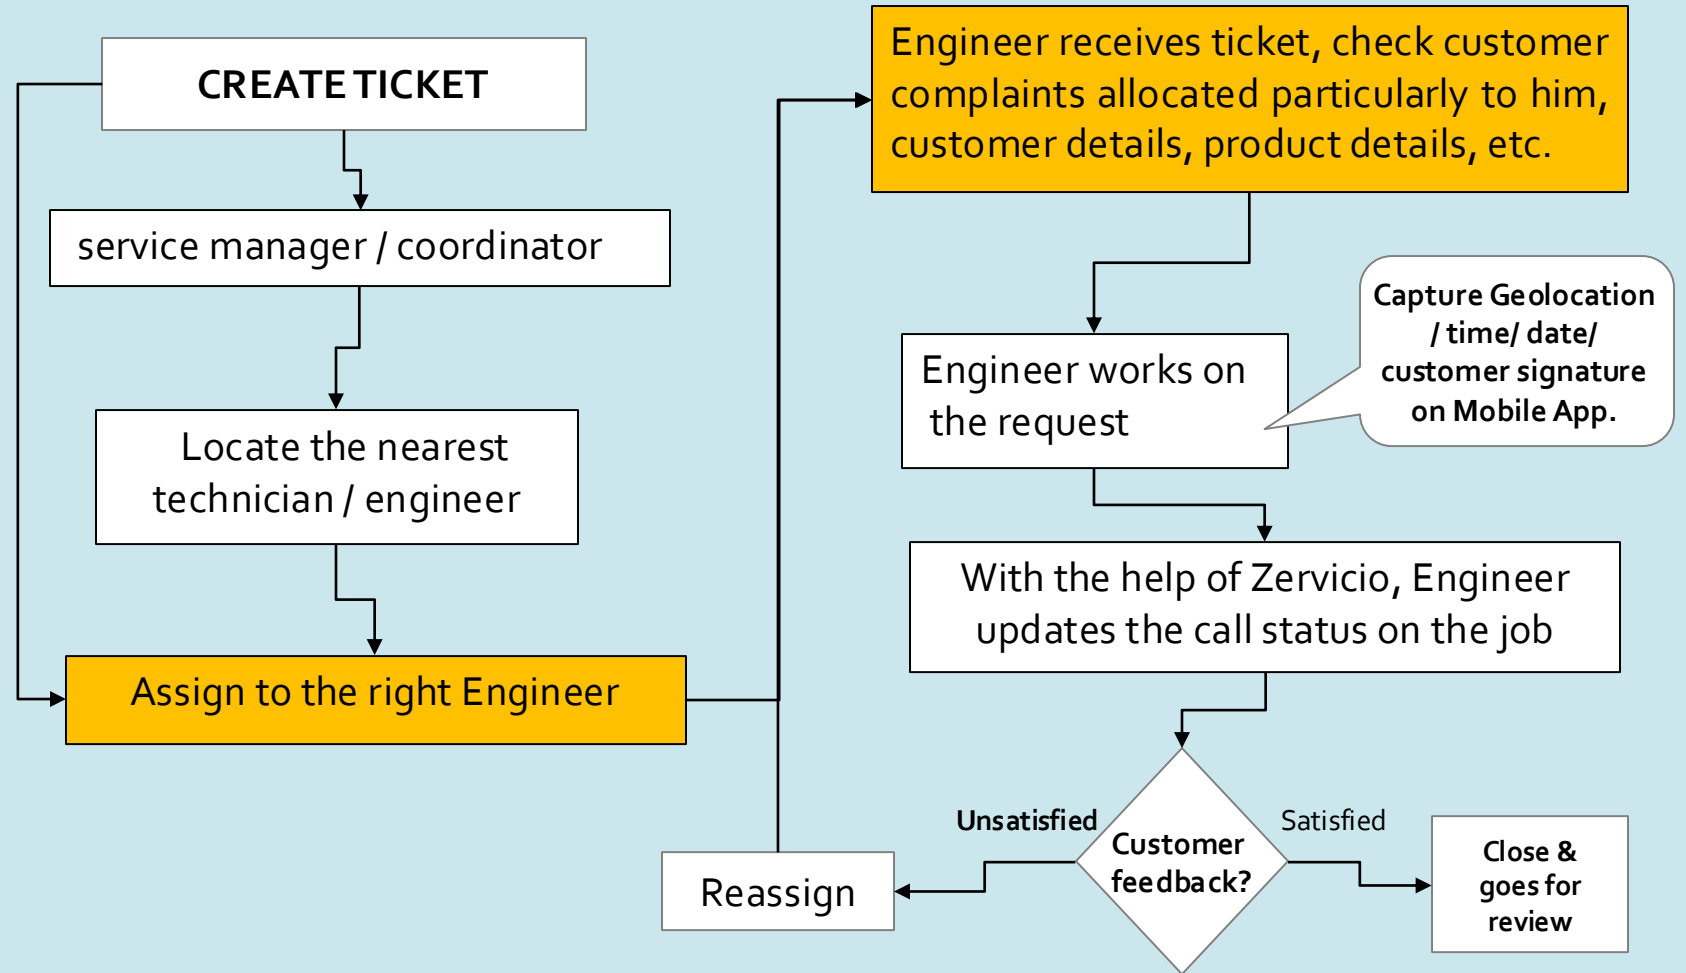 CREATE TICKET
service manager / coordinator
Locate the nearest
technician / engineer
Assign to the right Engineer
Engineer receives ticket, check customer
complaints allocated particularly to him,
customer details, product details, etc.
Engineer works on
the request
Capture Geolocation
/ time/ date/
customer signature
on Mobile App.
With the help of Zervicio, Engineer
updates the call status on the job
Customer
feedback?
Unsatisfied
Reassign
Satisfied
Close &
goes for
review